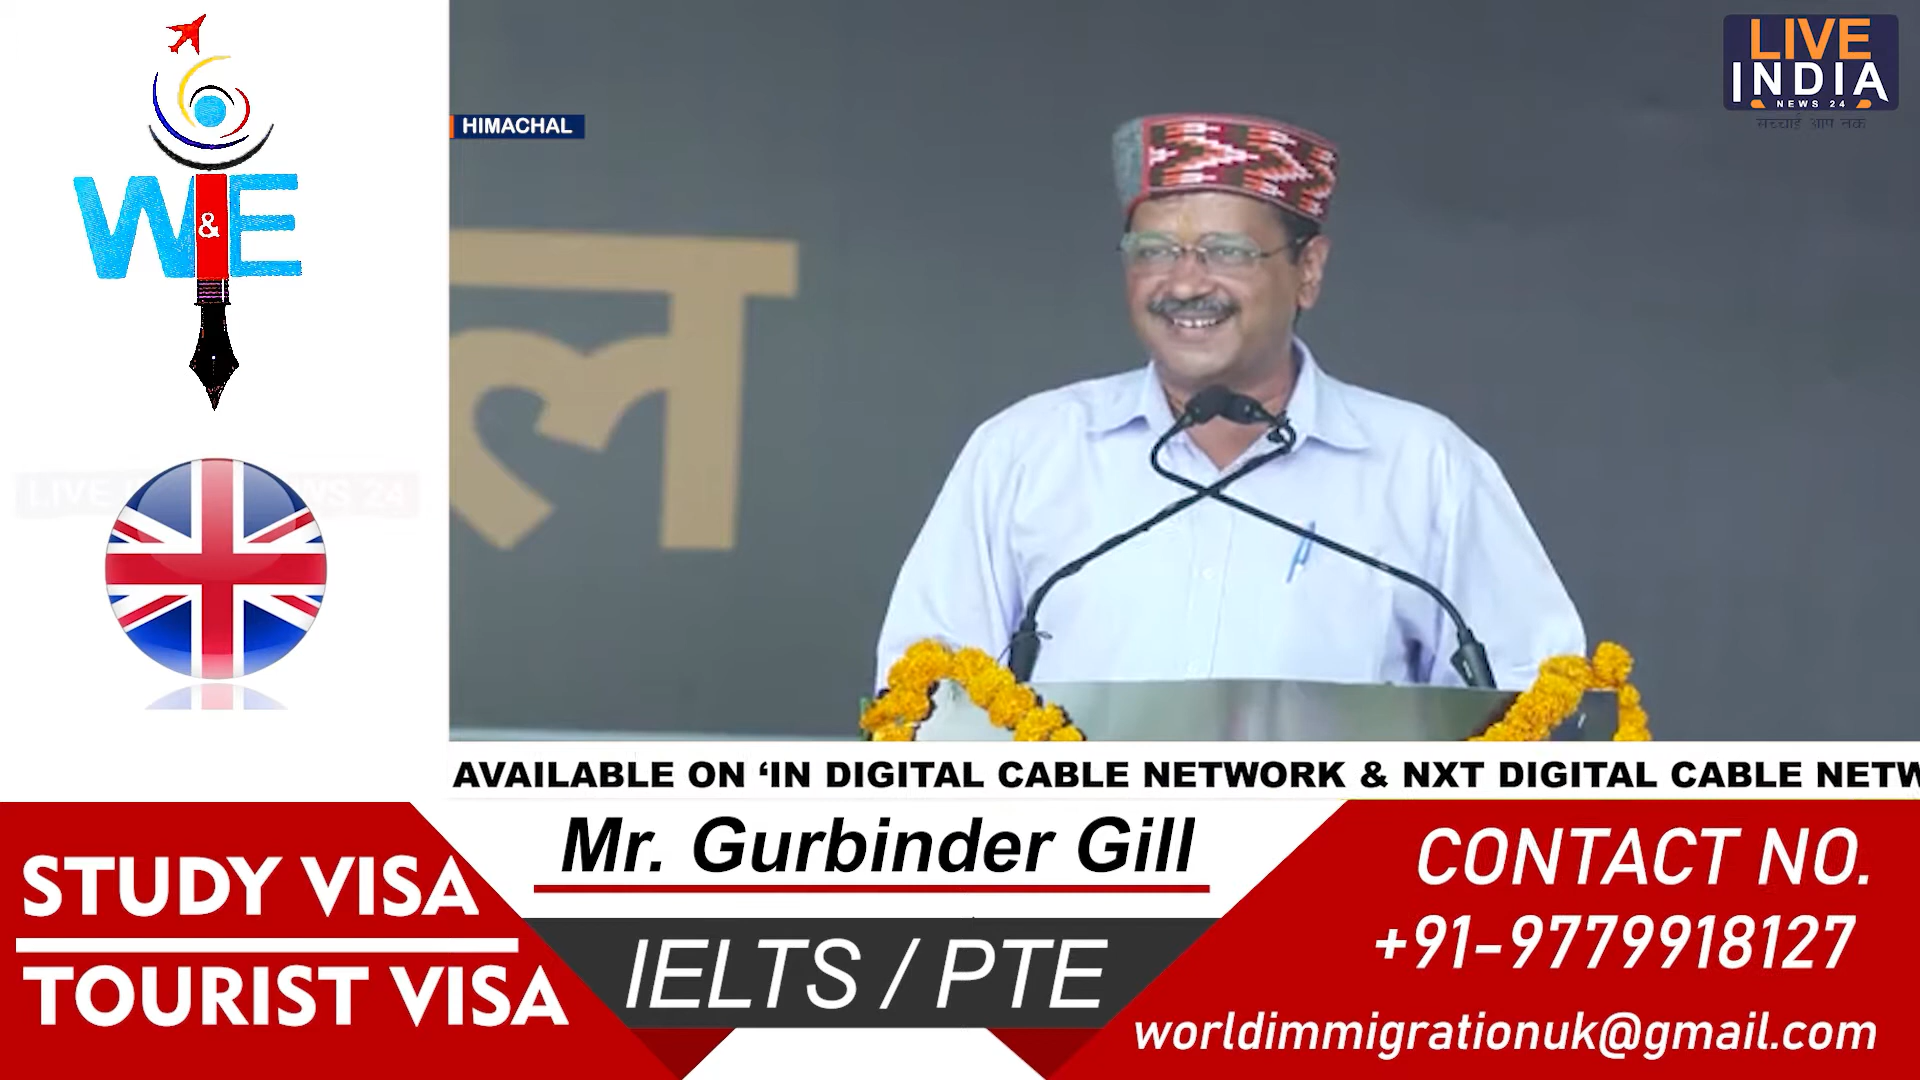 LIVE
INDIA
NEWS 24
सच्चाई आप तक
HIMACHAL
W&E
ल
AVAILABLE ON ‘IN DIGITAL CABLE NETWORK & NXT DIGITAL CABLE NETW
Mr. Gurbinder Gill
STUDY VISA
TOURIST VISA
IELTS / PTE
CONTACT NO.
+91-9779918127
worldimmigrationuk@gmail.com